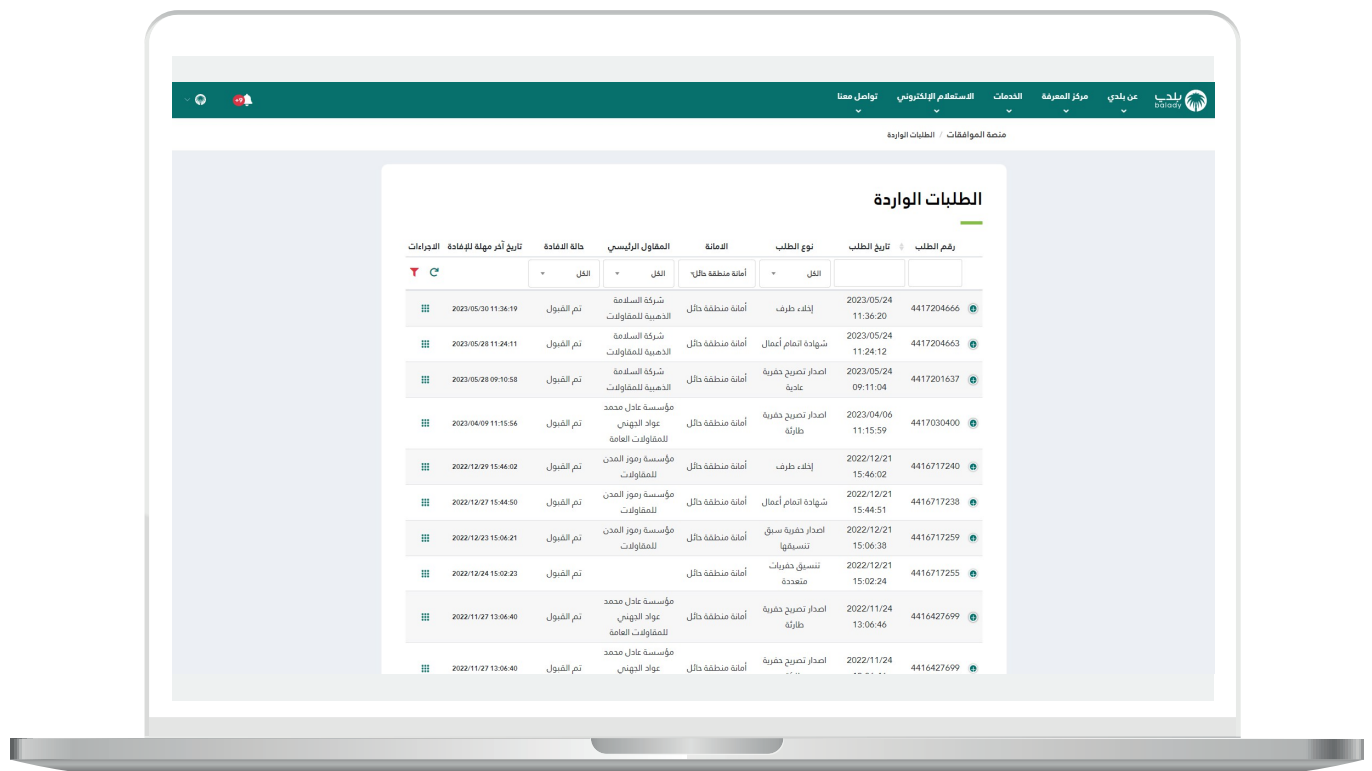 بلدي
balady
عن بلدي
مركز المعرفة
الخدمات
الاستعلام الإلكتروني
تواصل معنا
+9
منصة الموافقات / الطلبات الواردة
الطلبات الواردة
رقم الطلب تاريخ الطلب نوع الطلب الامانة المقاول الرئيسي حالة الافادة تاريخ أخر مهلة للإفادة الاجراءات
الكل أمانة منطقة حائل الكل الكل
4417204666 2023/05/24 11:36:20 إخلاء طرف أمانة منطقة حائل شركة السلامة الذهبية للمقاولات تم القبول 2023/05/30 11:36:19
4417204663 2023/05/24 11:24:12 شهادة اتمام أعمال أمانة منطقة حائل شركة السلامة الذهبية للمقاولات تم القبول 2023/05/28 11:24:11
4417201637 2023/05/24 09:11:04 اصدار تصريح حفرية عادية أمانة منطقة حائل شركة السلامة الذهبية للمقاولات تم القبول 2023/05/28 09:10:58
4417030400 2023/04/06 11:15:59 اصدار تصريح حفرية طارئة أمانة منطقة حائل مؤسسة عادل محمد عواد الجهني للمقاولات العامة تم القبول 2023/04/09 11:15:56
4416717240 2022/12/21 15:46:02 إخلاء طرف أمانة منطقة حائل مؤسسة رموز المدن للمقاولات تم القبول 2022/12/29 15:46:02
4416717238 2022/12/21 15:44:51 شهادة اتمام أعمال أمانة منطقة حائل مؤسسة رموز المدن للمقاولات تم القبول 2022/12/27 15:44:50
4416717259 2022/12/21 15:06:38 اصدار حفرية سبق تنسيقها أمانة منطقة حائل مؤسسة رموز المدن للمقاولات تم القبول 2022/12/23 15:06:21
4416717255 2022/12/21 15:02:24 تنسيق حفريات متعددة أمانة منطقة حائل تم القبول 2022/12/24 15:02:23
4416427699 2022/11/24 13:06:46 اصدار تصريح حفرية طارئة أمانة منطقة حائل مؤسسة عادل محمد عواد الجهني للمقاولات العامة تم القبول 2022/11/27 13:06:40
4416427699 2022/11/24 اصدار تصريح حفرية أمانة منطقة حائل مؤسسة عادل محمد عواد الجهني تم القبول 2022/11/27 13:06:40